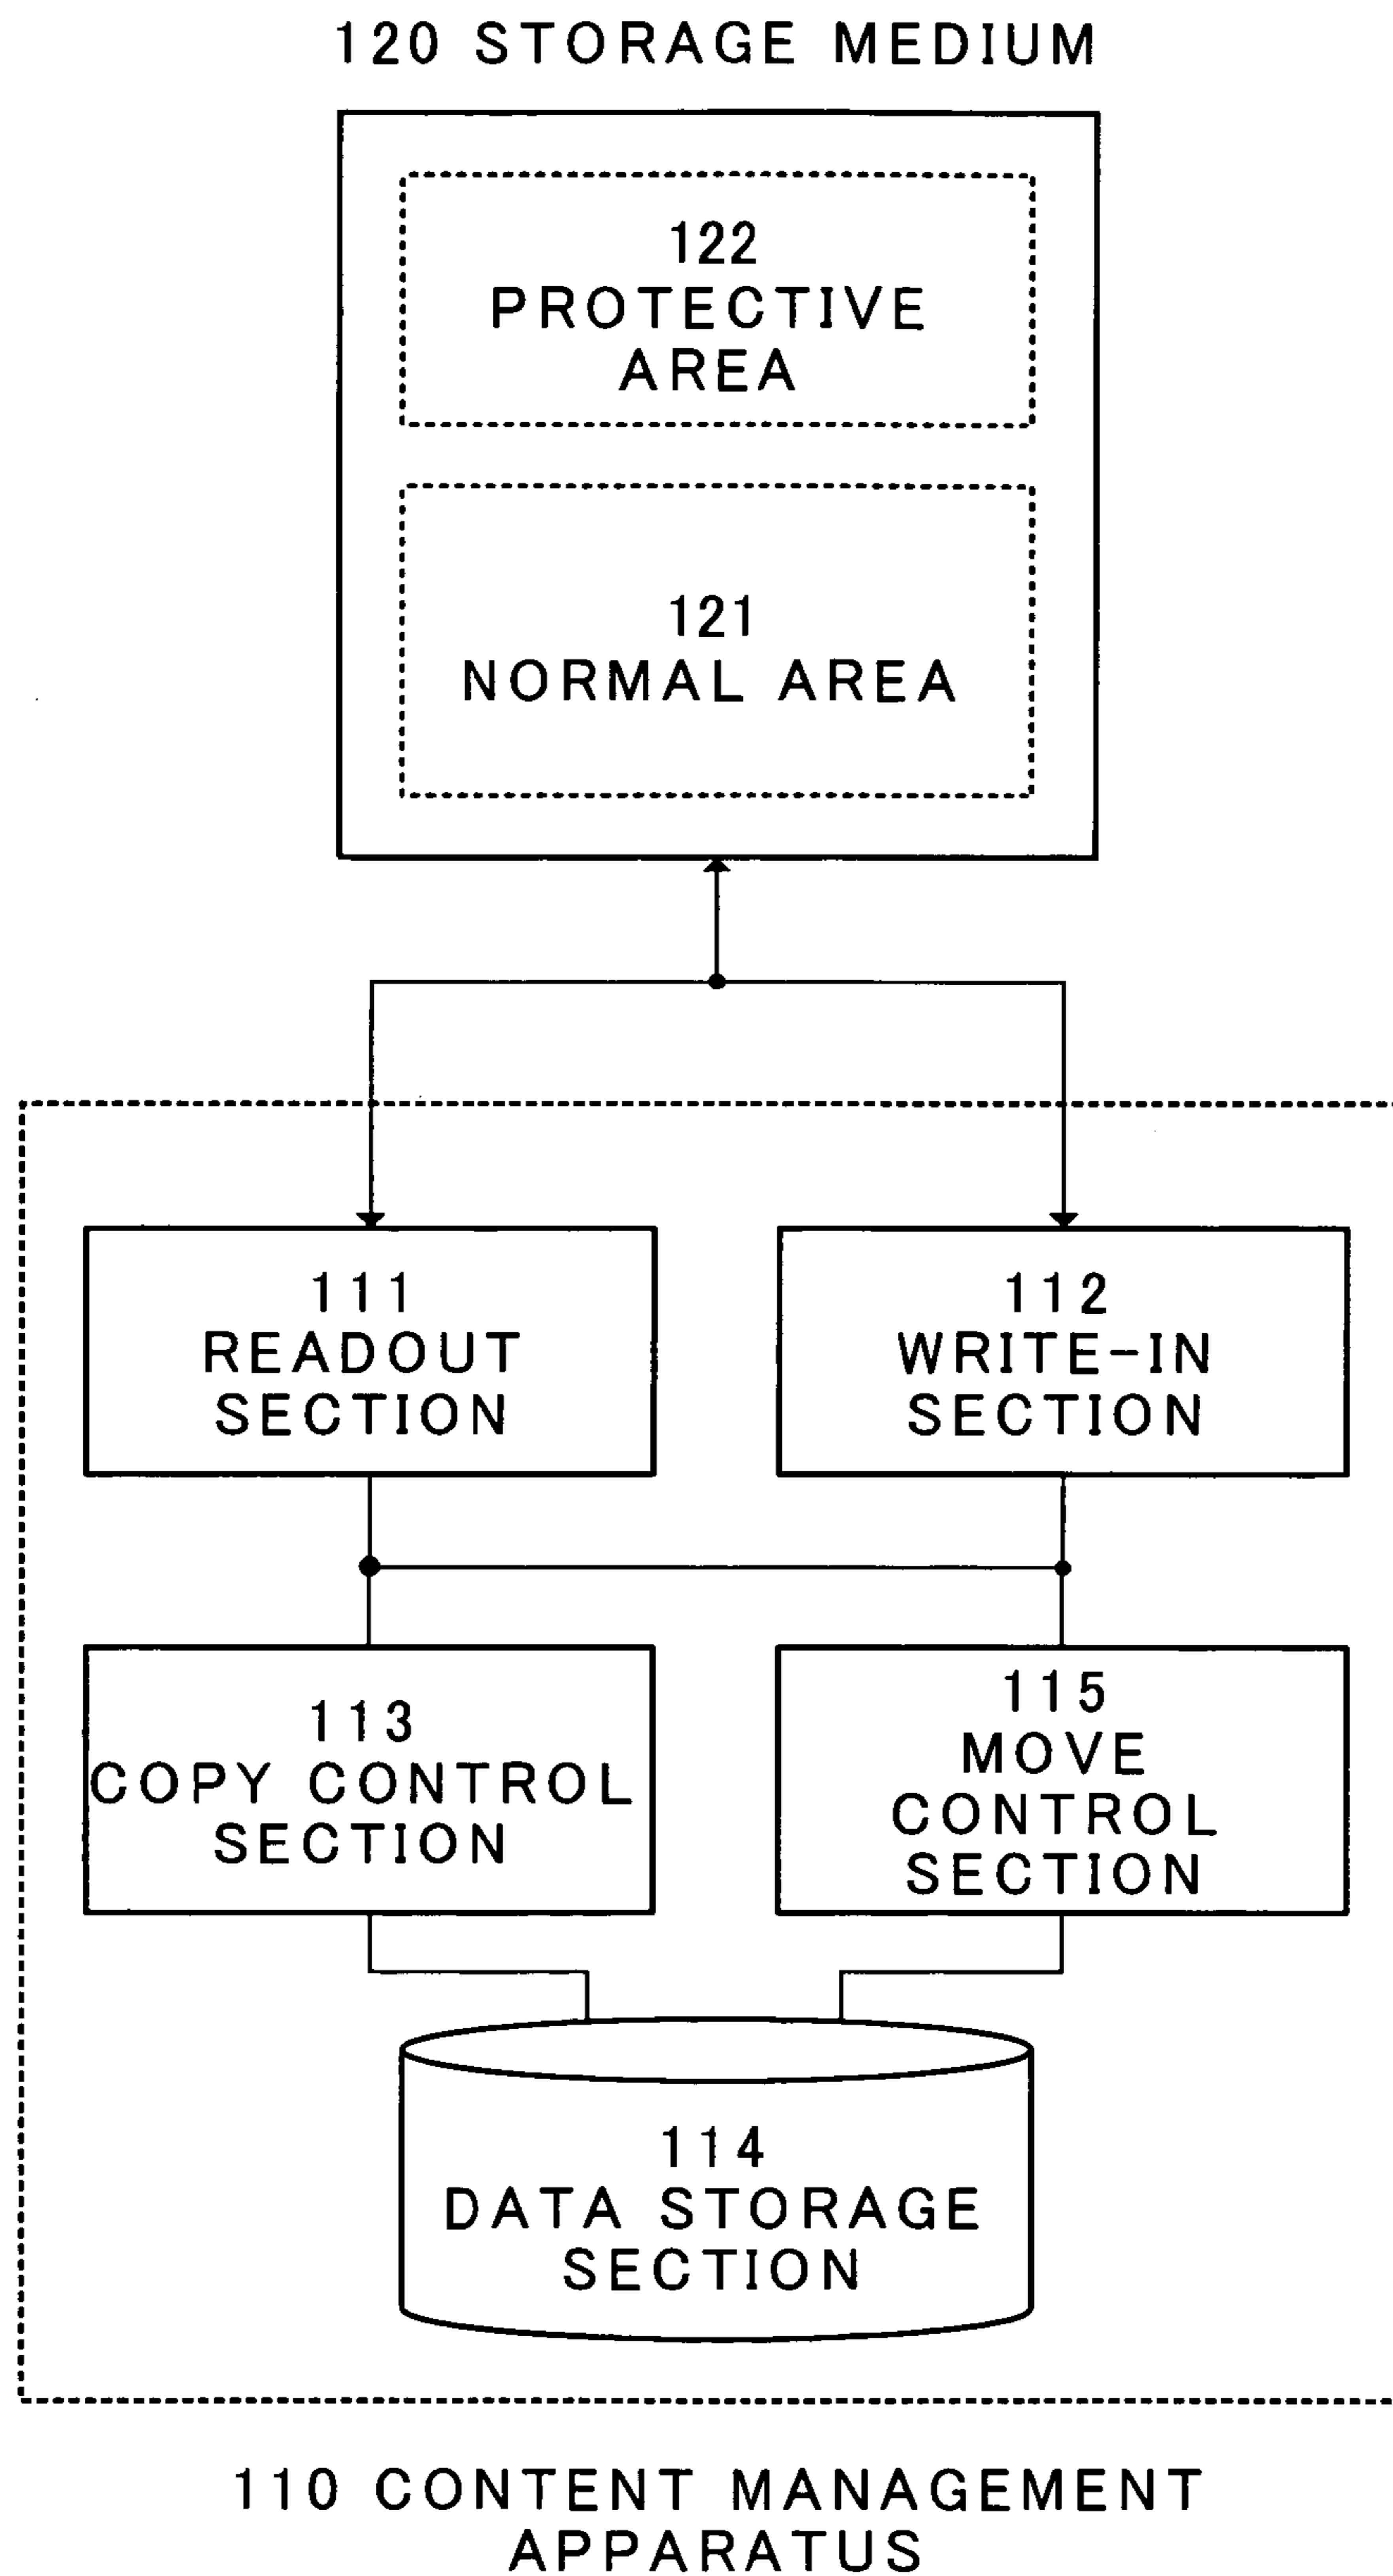 120 STORAGE MEDIUM
122
PROTECTIVE
AREA
121
NORMAL AREA
111
READOUT
SECTION
112
WRITE-IN
SECTION
113
COPY CONTROL
SECTION
115
MOVE
CONTROL
SECTION
114
DATA STORAGE
SECTION
110 CONTENT MANAGEMENT
APPARATUS